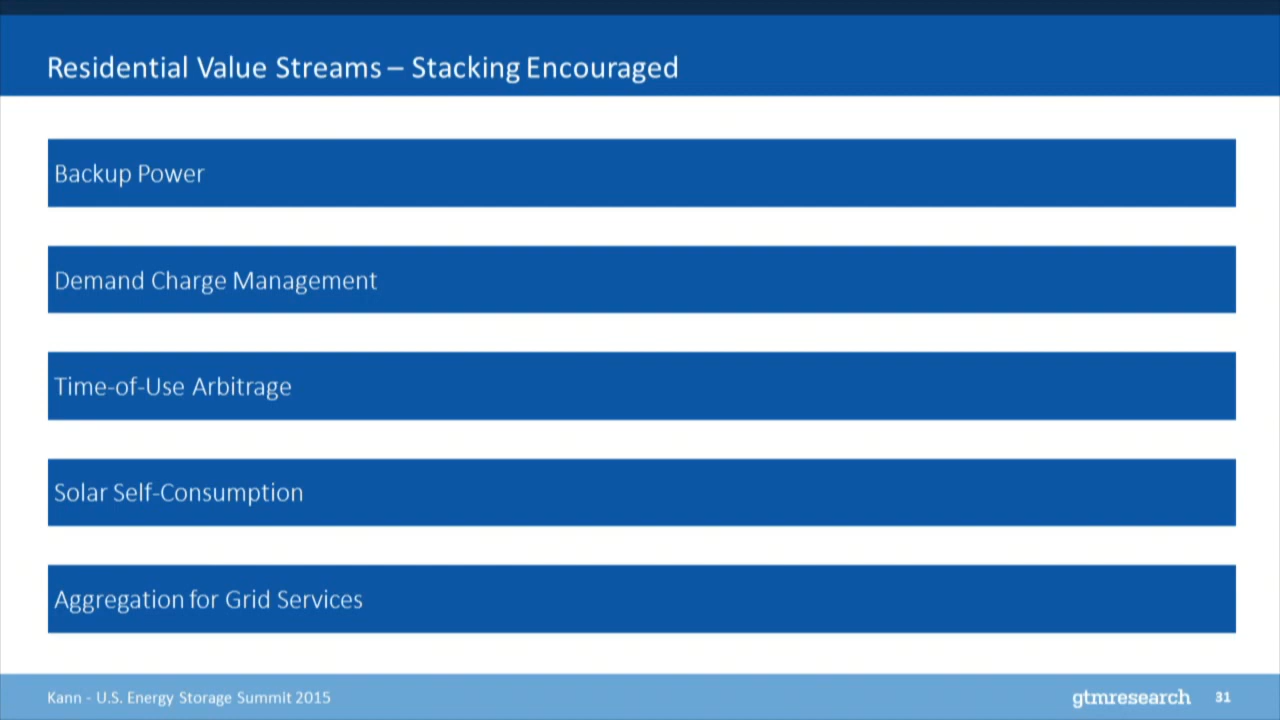 Residential Value Streams – Stacking Encouraged
Backup Power
Demand Charge Management
Time-of-Use Arbitrage
Solar Self-Consumption
Aggregation for Grid Services
Kann - U.S. Energy Storage Summit 2015
gtmresearch 31